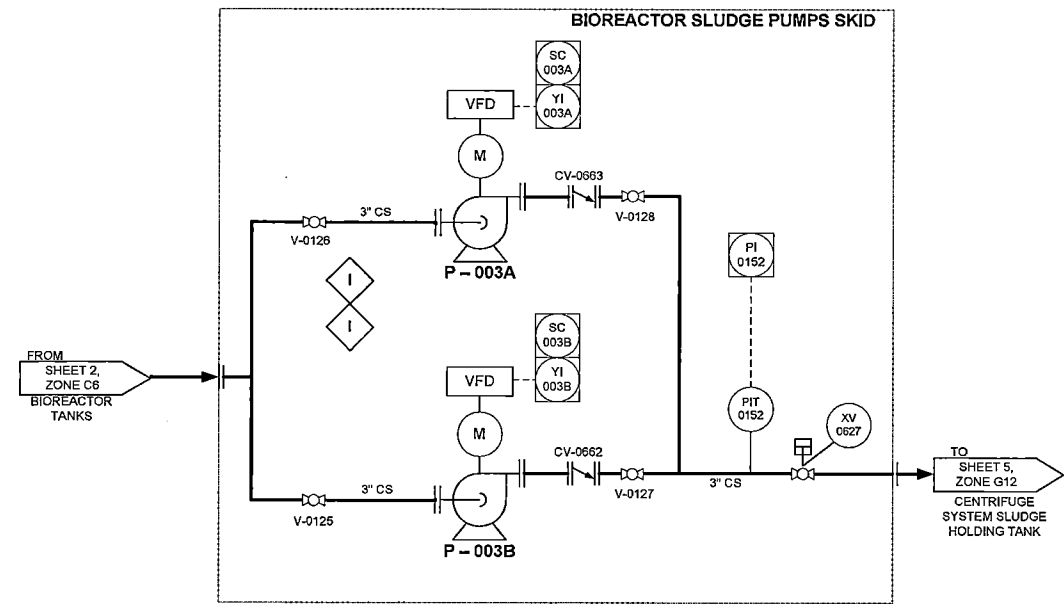 BIOREACTOR SLUDGE PUMPS SKID
SC
003A
YI
003A
VFD
M
CV-0663
3" CS
V-0126
V-0128
P – 003A
PI
0152
I
I
SC
003B
YI
003B
VFD
M
FROM
SHEET 2,
ZONE C6
BIOREACTOR
TANKS
PIT
0152
XV
0627
CV-0662
3" CS
V-0125
V-0127
3" CS
P – 003B
TO
SHEET 5,
ZONE G12
CENTRIFUGE
SYSTEM SLUDGE
HOLDING TANK